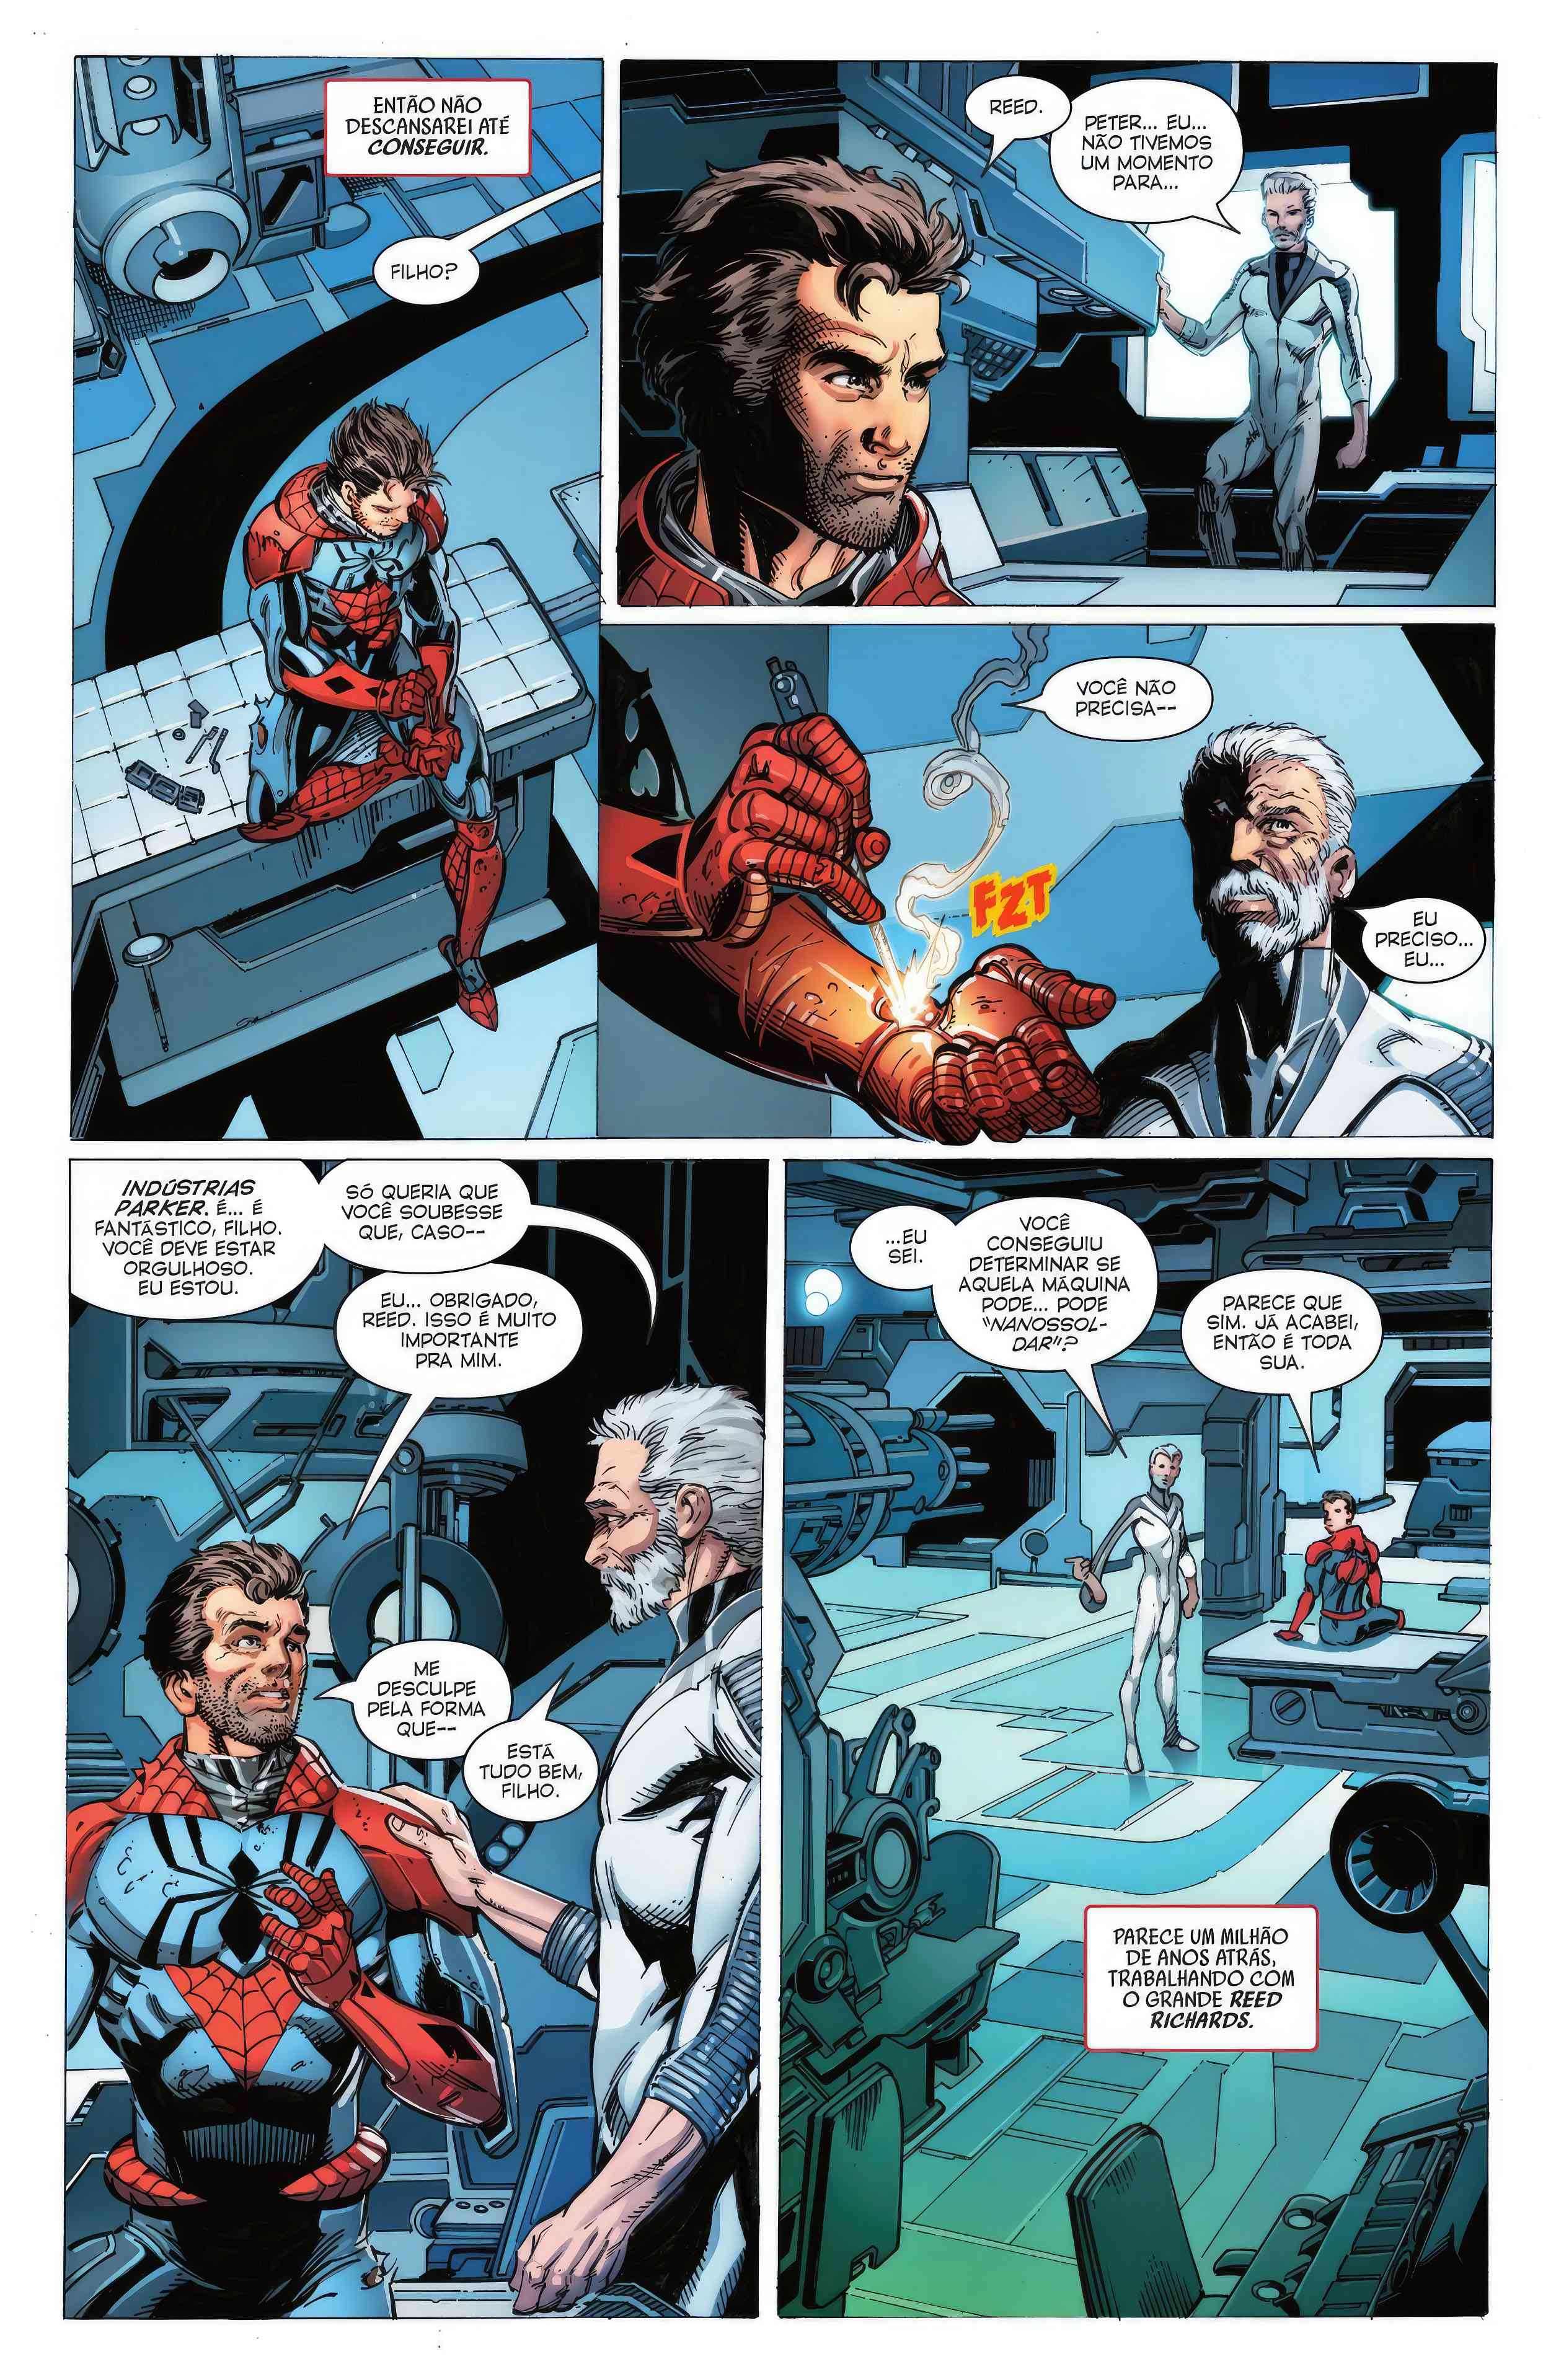 ENTÃO NÃO
DESCANSAREI ATÉ
CONSEGUIR.
FILHO?
REED.
PETER... EU...
NÃO TIVEMOS
UM MOMENTO
PARA...
VOCÊ NÃO
PRECISA--
FZT
EU
PRECISO...
EU...
INDÚSTRIAS
PARKER. É... É
FANTÁSTICO, FILHO.
VOCÊ DEVE ESTAR
ORGULHOSO.
EU ESTOU.
SÓ QUERIA QUE
VOCÊ SOUBESSE
QUE, CASO--
EU... OBRIGADO,
REED. ISSO É MUITO
IMPORTANTE
PRA MIM.
ME
DESCULPE
PELA FORMA
QUE--
ESTÁ
TUDO BEM,
FILHO.
...EU
SEI.
VOCÊ
CONSEGUIU
DETERMINAR SE
AQUELA MÁQUINA
PODE... PODE
"NANOSSOL-
DAR"?
PARECE QUE
SIM. JÁ ACABEI,
ENTÃO É TODA
SUA.
PARECE UM MILHÃO
DE ANOS ATRÁS,
TRABALHANDO COM
O GRANDE REED
RICHARDS.